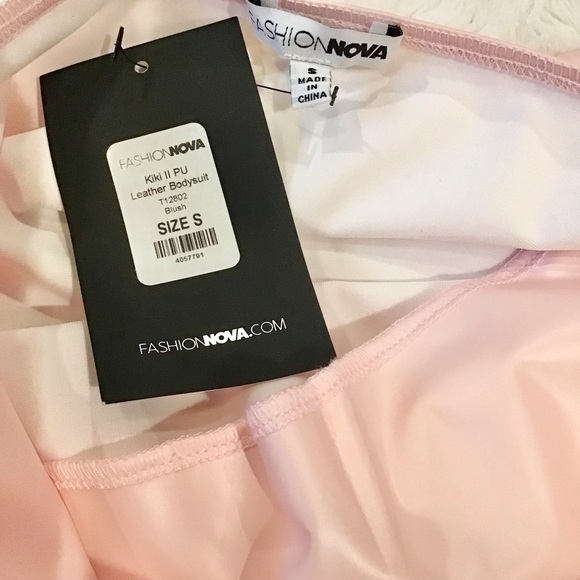 FASHIONNOVA
S
MADE
IN
CHINA
FASHIONNOVA
Kiki II PU
Leather Bodysuit
T12602
Blush
SIZE S
4057791
FASHIONNOVA.COM